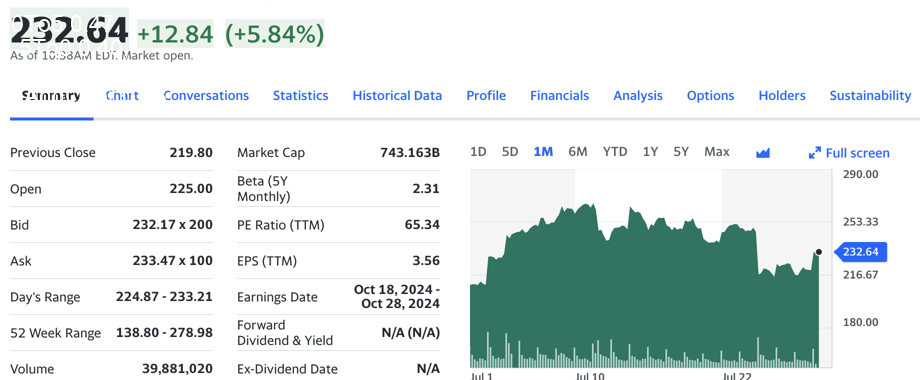 232.64 +12.84 (+5.84%)
As of 10:38AM EDT. Market open.
Summary Chart Conversations Statistics Historical Data Profile Financials Analysis Options Holders Sustainability
Previous Close 219.80
Open 225.00
Bid 232.17 x 200
Ask 233.47 x 100
Day's Range 224.87 - 233.21
52 Week Range 138.80 - 278.98
Volume 39,881,020
Market Cap 743.163B
Beta (5Y
Monthly) 2.31
PE Ratio (TTM) 65.34
EPS (TTM) 3.56
Earnings Date Oct 18, 2024 -
Oct 28, 2024
Forward
Dividend & Yield N/A (N/A)
Ex-Dividend Date N/A
1D 5D 1M 6M YTD 1Y 5Y Max Full screen
290.00
253.33
232.64
216.67
180.00
Jul 1 Jul 10 Jul 22